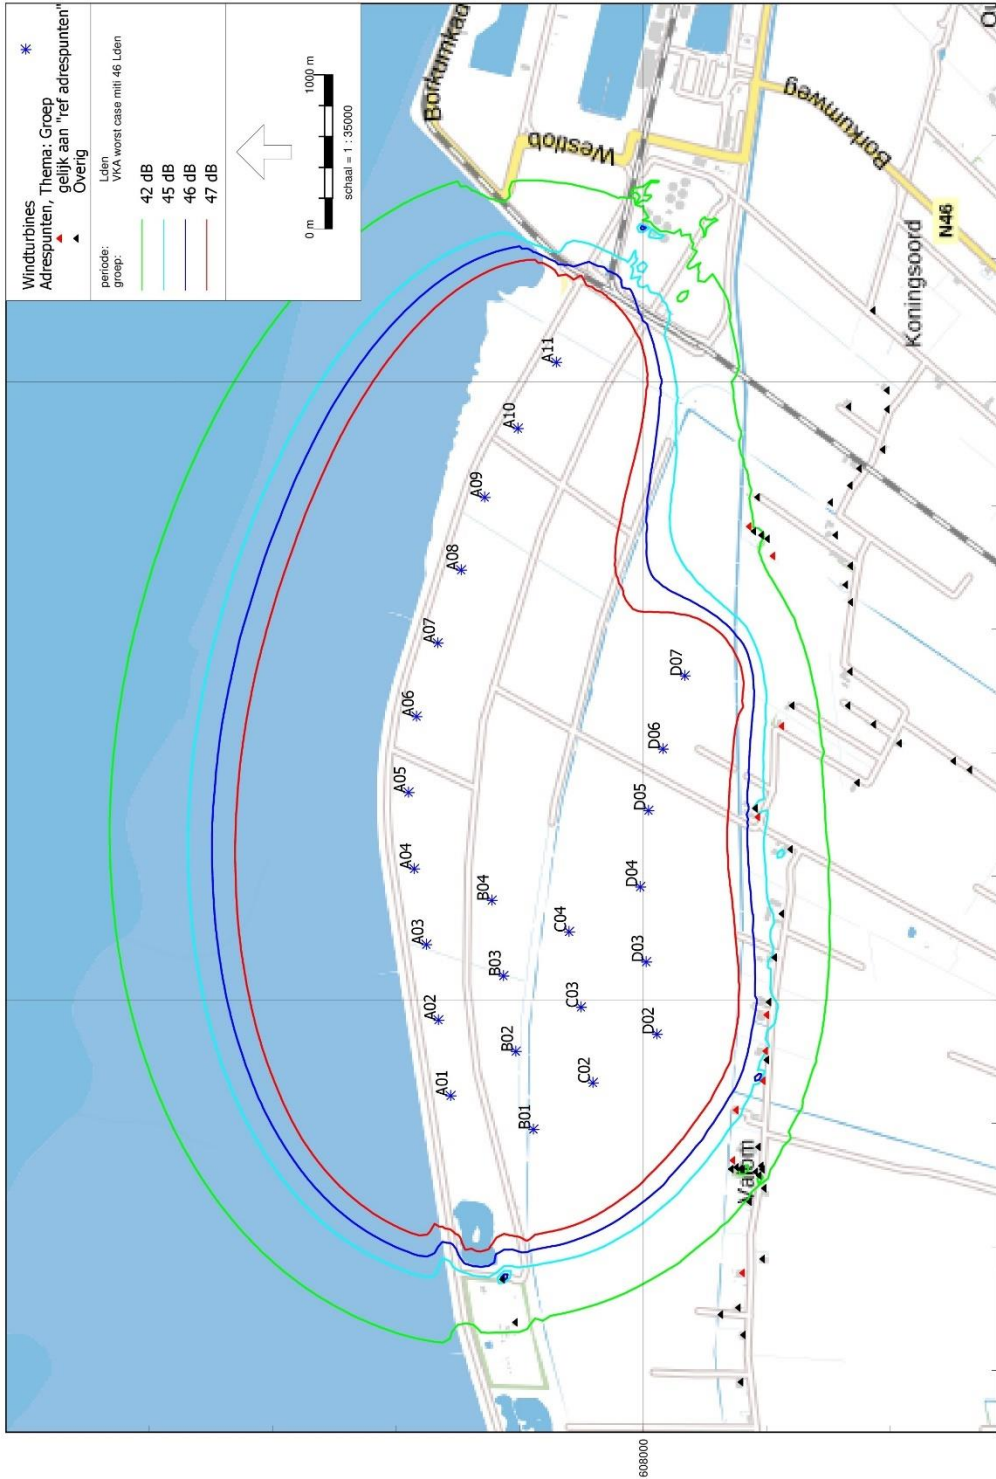 Windturbines
Adrespunten, Thema: Groep
gelijk aan "ref adrespunten"
Overig
periode: Lden
groep: VKA worst case miti 46 Lden
42 dB
45 dB
46 dB
47 dB
0 m 1000 m
schaal = 1 : 35000
Borkumkad
Westlob
Borkumweg
N46
Koningsoord
Valom
A01
A02
A03
A04
A05
A06
A07
A08
A09
A10
A11
B01
B02
B03
B04
C02
C03
C04
D02
D03
D04
D05
D06
D07
608000